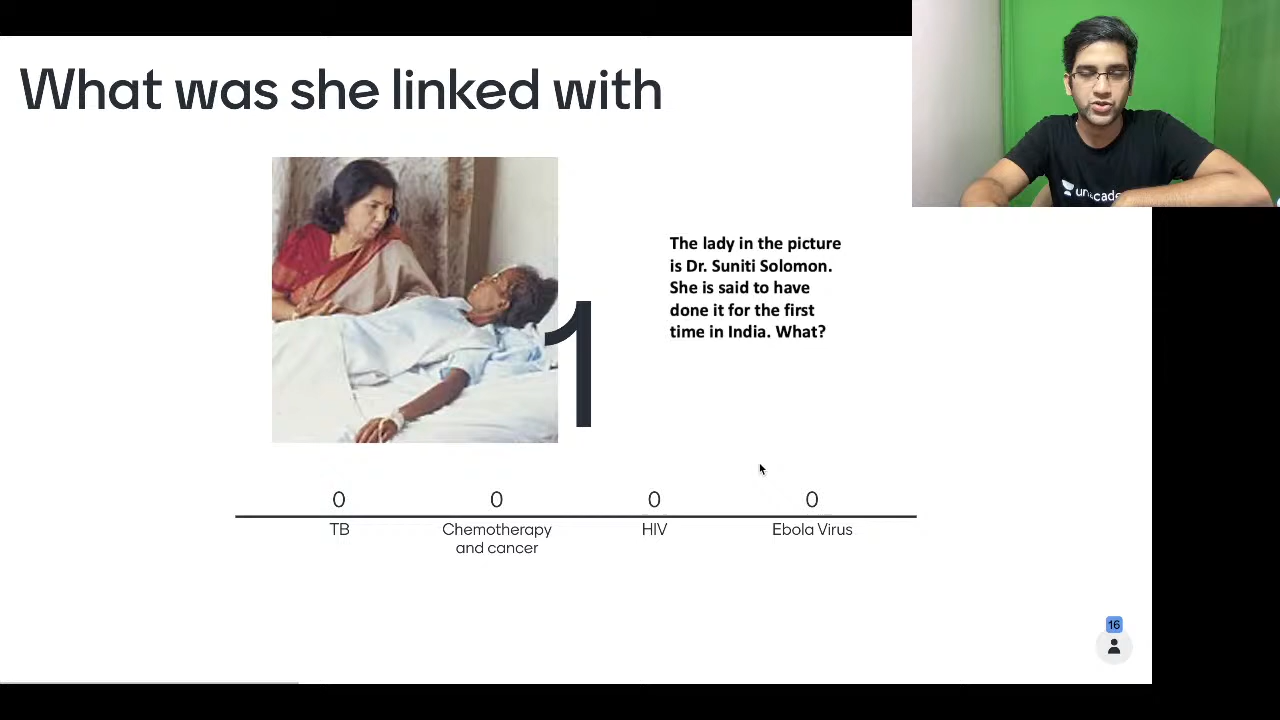 What was she linked with
The lady in the picture
is Dr. Suniti Solomon.
She is said to have
done it for the first
time in India. What?
1
0
0
0
0
TB
Chemotherapy
and cancer
HIV
Ebola Virus
16